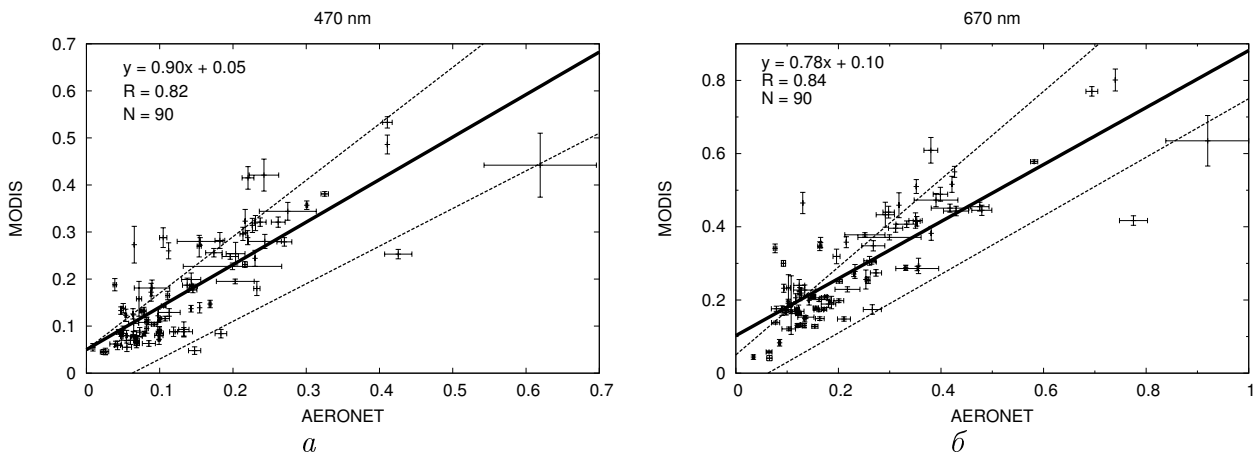 470 nm
670 nm
y = 0.90x + 0.05
R = 0.82
N = 90
MODIS
0.7
0.6
0.5
0.4
0.3
0.2
0.1
0
0 0.1 0.2 0.3 0.4 0.5 0.6 0.7
AERONET
а
y = 0.78x + 0.10
R = 0.84
N = 90
MODIS
0.8
0.6
0.4
0.2
0
0 0.2 0.4 0.6 0.8 1
AERONET
б